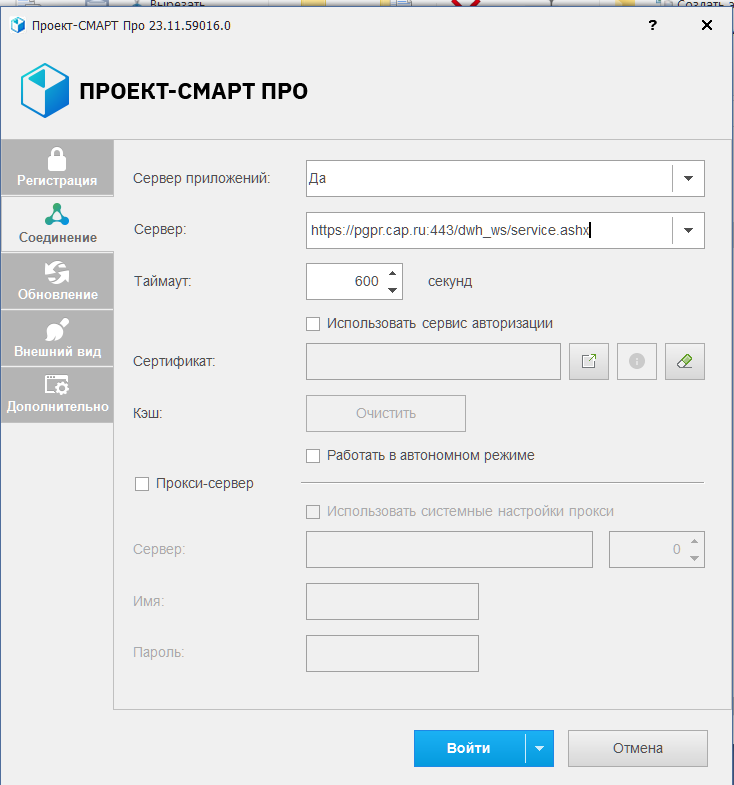 Вырезать
Создать э
Проект-СМАРТ Про 23.11.59016.0
?
ПРОЕКТ-СМАРТ ПРО
Регистрация
Соединение
Обновление
Внешний вид
Дополнительно
Сервер приложений: Да
Сервер: https://pgpr.cap.ru:443/dwh_ws/service.ashx
Таймаут: 600 секунд
Использовать сервис авторизации
Сертификат:
Кэш: Очистить
Работать в автономном режиме
Прокси-сервер
Использовать системные настройки прокси
Сервер: 0
Имя:
Пароль:
Войти Отмена